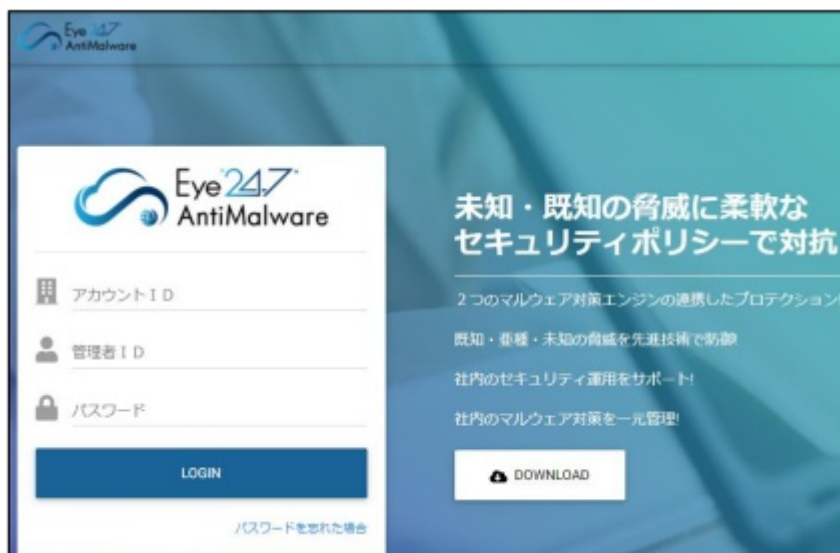 Eye "24.7"
AntiMalware
Eye "24.7"
AntiMalware
アカウントＩＤ
管理者ＩＤ
パスワード
LOGIN
パスワードを忘れた場合
未知・既知の脅威に柔軟な
セキュリティポリシーで対抗
２つのマルウェア対策エンジンの連携したプロテクション
既知・亜種・未知の脅威を先進技術で防御!
社内のセキュリティ運用をサポート!
社内のマルウェア対策を一元管理!
DOWNLOAD